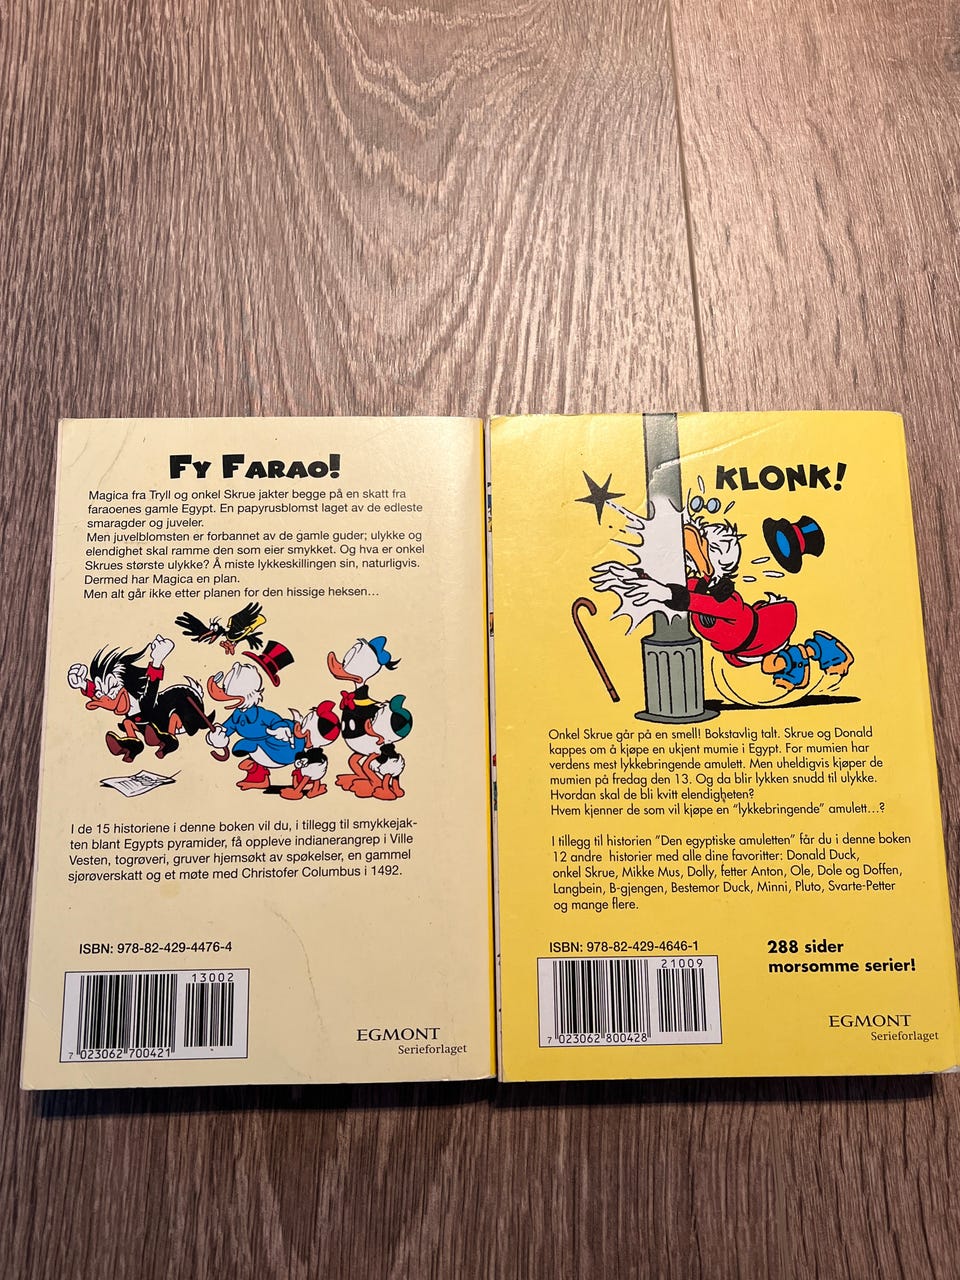 FY FARAO!
Magica fra Tryll og onkel Skrue jakter begge på en skatt fra
faraoenes gamle Egypt. En papyrusblomst laget av de edleste
smaragder og juveler.
Men juvelblomsten er forbannet av de gamle guder; ulykke og
elendighet skal ramme den som eier smykket. Og hva er onkel
Skrues største ulykke? Å miste lykkeskillingen sin, naturligvis.
Dermed har Magica en plan.
Men alt går ikke etter planen for den hissige heksen...
I de 15 historiene i denne boken vil du, i tillegg til smykkejak-
ten blant Egypts pyramider, få oppleve indianerangrep i Ville
Vesten, togrøveri, gruver hjemsøkt av spøkelser, en gammel
sjørøverskatt og et møte med Christofer Columbus i 1492.
ISBN: 978-82-429-4476-4
13002
7 023062 700421
EGMONT
Serieforlaget
KLONK!
Onkel Skrue går på en smell! Bokstavlig talt. Skrue og Donald
kappes om å kjøpe en ukjent mumie i Egypt. For mumien har
verdens mest lykkebringende amulett. Men uheldigvis kjøper de
mumien på fredag den 13. Og da blir lykken snudd til ulykke.
Hvordan skal de bli kvitt elendigheten?
Hvem kjenner de som vil kjøpe en "lykkebringende" amulett...?
I tillegg til historien "Den egyptiske amuletten" får du i denne boken
12 andre historier med alle dine favoritter: Donald Duck,
onkel Skrue, Mikke Mus, Dolly, fetter Anton, Ole, Dole og Doffen,
Langbein, B-gjengen, Bestemor Duck, Minni, Pluto, Svarte-Petter
og mange flere.
ISBN: 978-82-429-4646-1
288 sider
morsomme serier!
21009
7 023062 800428
EGMONT
Serieforlaget